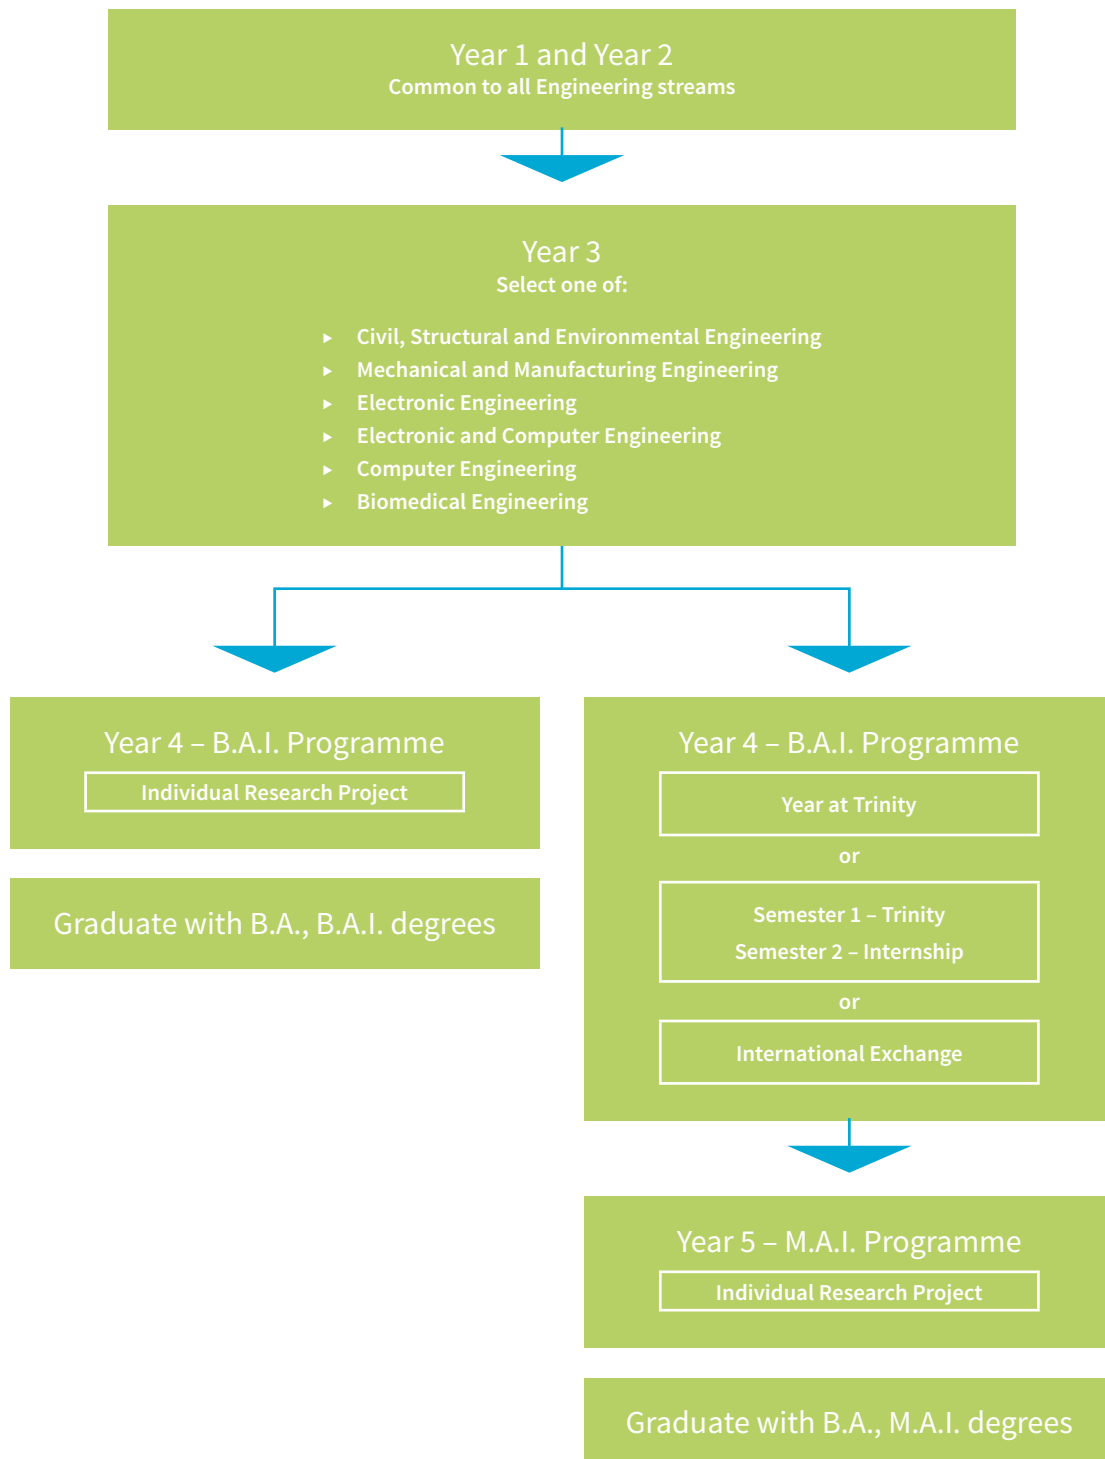 Year 1 and Year 2
Common to all Engineering streams
Year 3
Select one of:
Civil, Structural and Environmental Engineering
Mechanical and Manufacturing Engineering
Electronic Engineering
Electronic and Computer Engineering
Computer Engineering
Biomedical Engineering
Year 4 – B.A.I. Programme
Individual Research Project
Graduate with B.A., B.A.I. degrees
Year 4 – B.A.I. Programme
Year at Trinity
or
Semester 1 – Trinity
Semester 2 – Internship
or
International Exchange
Year 5 – M.A.I. Programme
Individual Research Project
Graduate with B.A., M.A.I. degrees